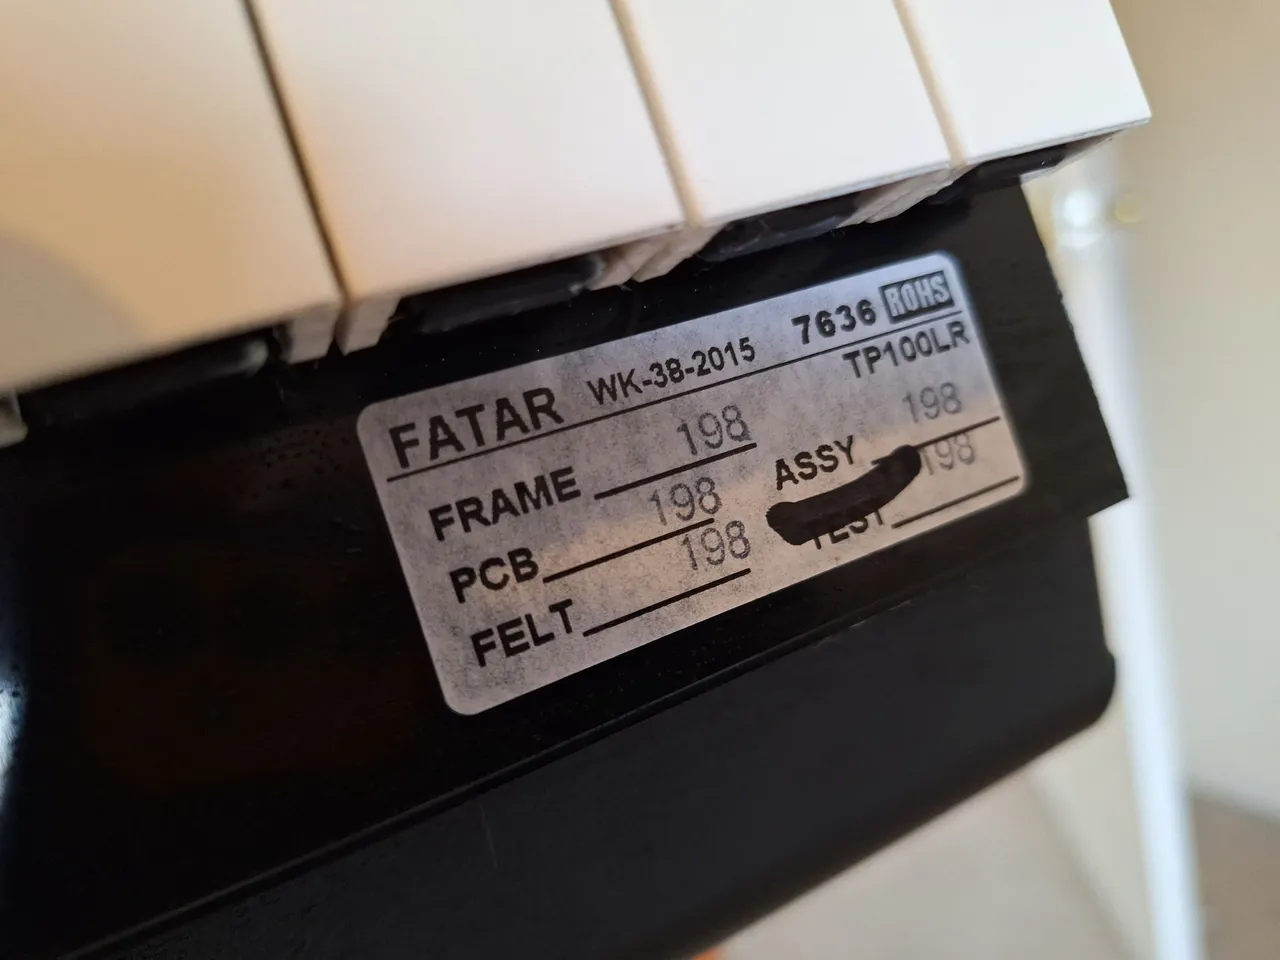 FATAR WK-38-2015 7636 ROHS
TP100LR
FRAME 198 ASSY 198
PCB 198 TEST 198
FELT 198